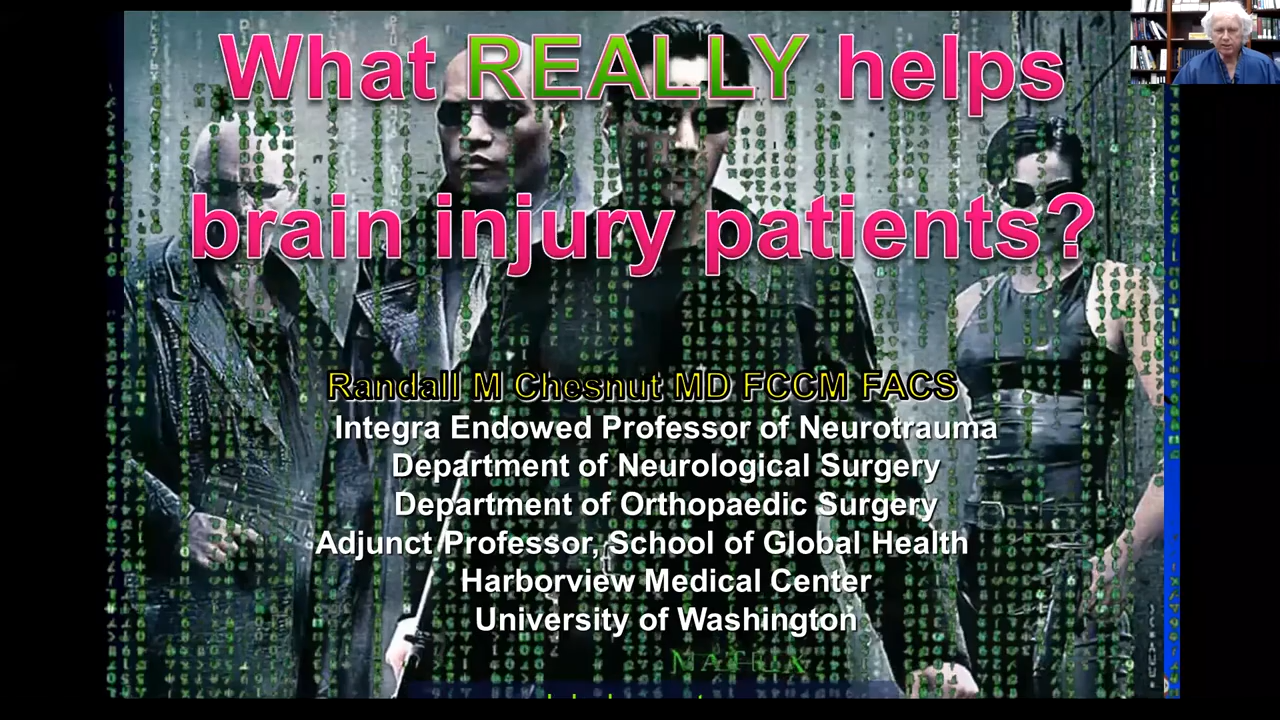 What REALLY helps
brain injury patients?
Randall M Chesnut MD FCCM FACS
Integra Endowed Professor of Neurotrauma
Department of Neurological Surgery
Department of Orthopaedic Surgery
Adjunct Professor, School of Global Health
Harborview Medical Center
University of Washington
MATRIX